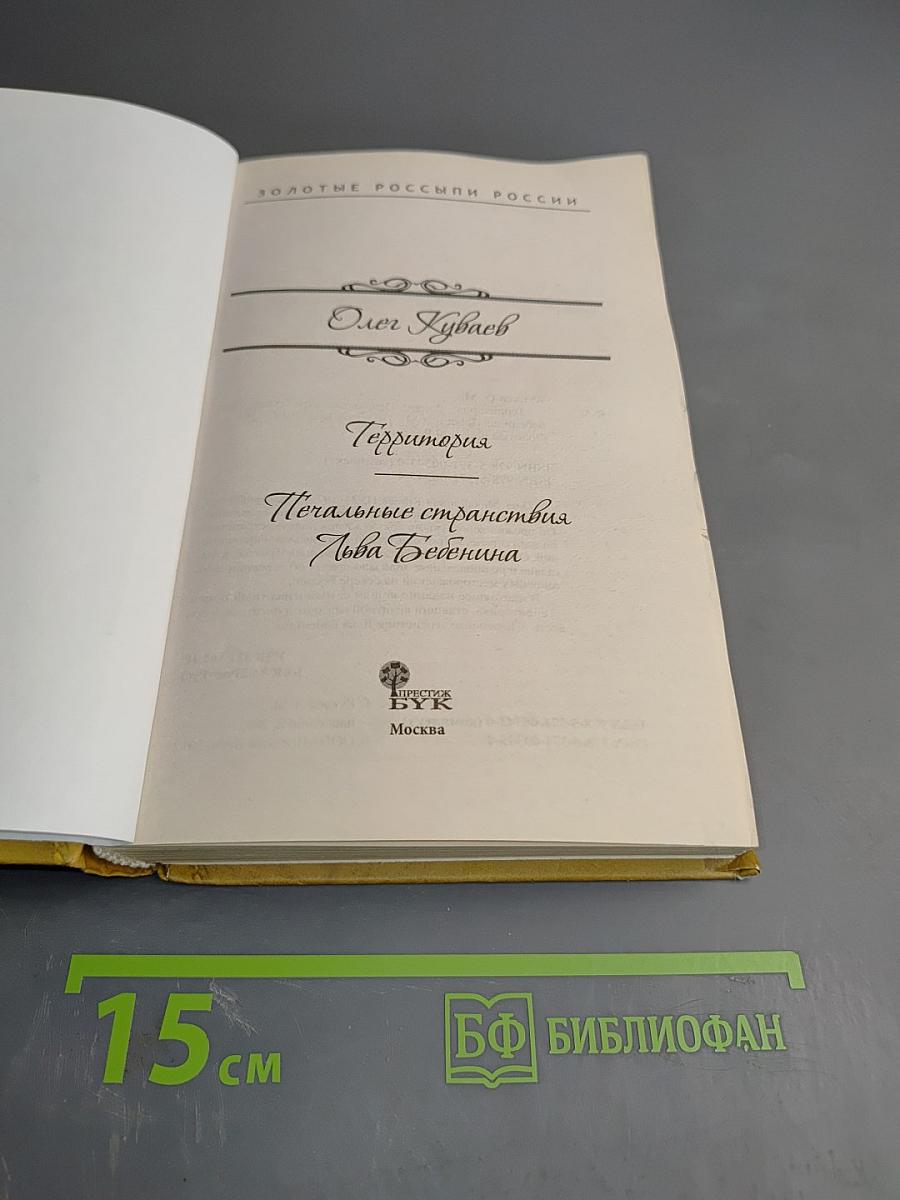 ЗОЛОТЫЕ РОССЫПИ РОССИИ
Олег Куваев
Территория
Печальные странствия
Льва Бебенина
ПРЕСТИЖ
БУК
Москва
15 см
БФ БИБЛИОФАН